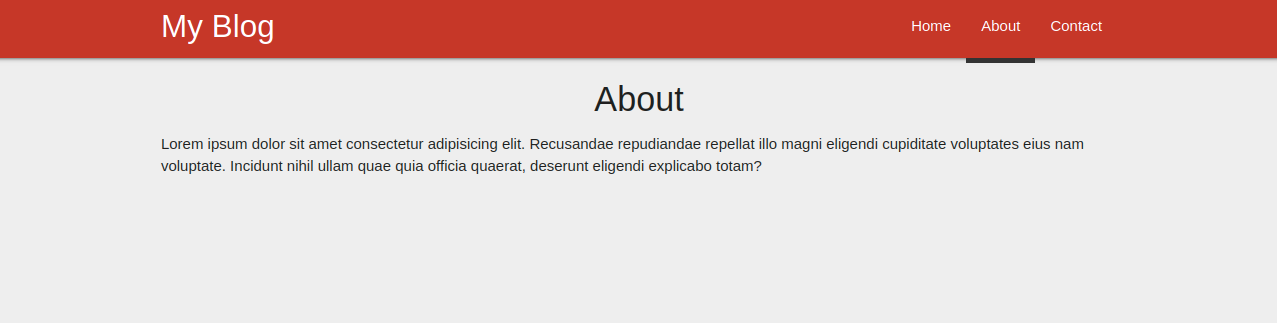 My Blog
Home About Contact
About
Lorem ipsum dolor sit amet consectetur adipisicing elit. Recusandae repudiandae repellat illo magni eligendi cupiditate voluptates eius nam
voluptate. Incidunt nihil ullam quae quia officia quaerat, deserunt eligendi explicabo totam?